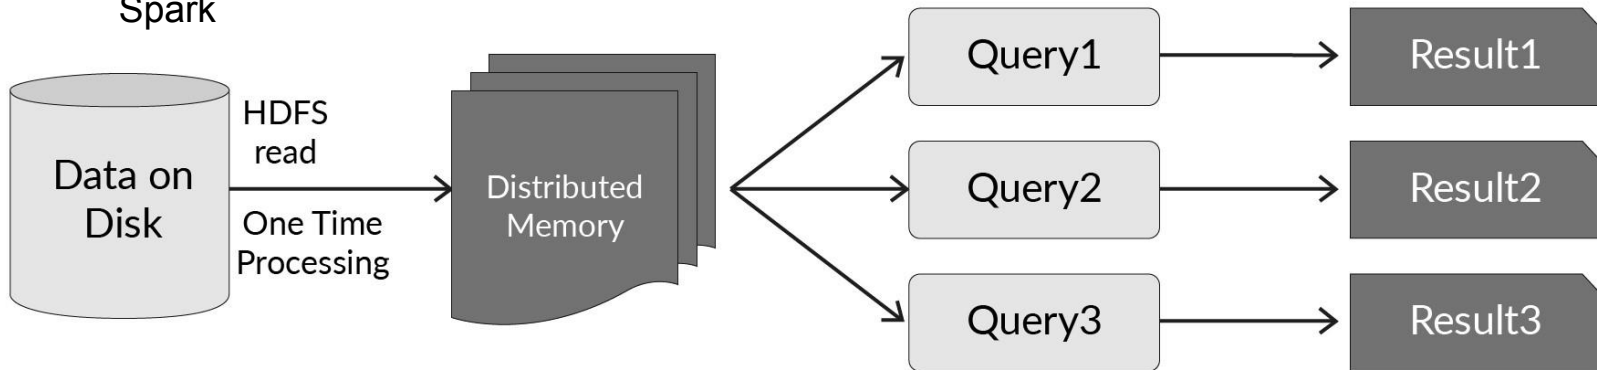 Spark
Data on
Disk
HDFS
read
One Time
Processing
Distributed
Memory
Query1
Result1
Query2
Result2
Query3
Result3